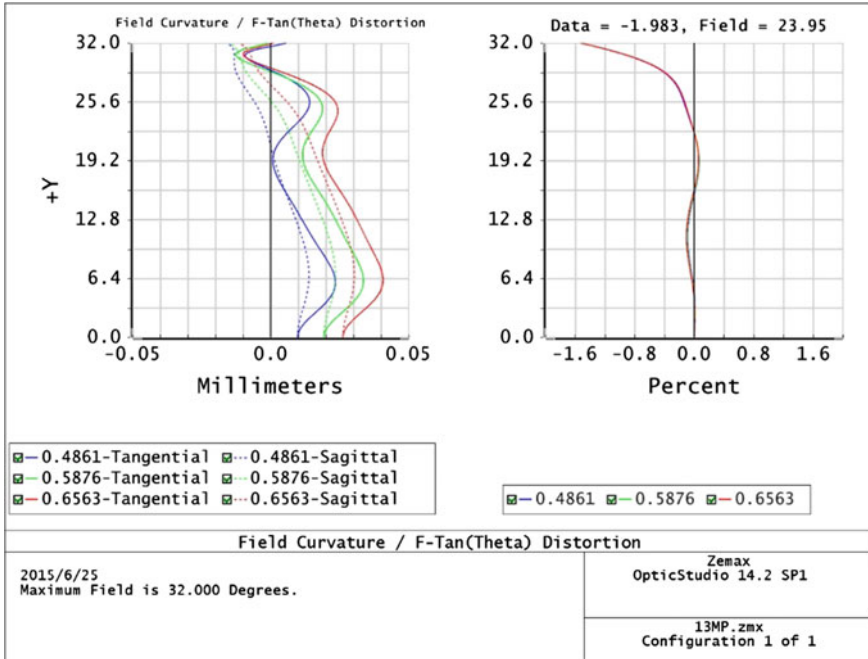 Field Curvature / F-Tan(Theta) Distortion
Data = -1.983, Field = 23.95
+Y
32.0
25.6
19.2
12.8
6.4
0.0
-0.05
0.0
0.05
Millimeters
32.0
25.6
19.2
12.8
6.4
0.0
-1.6
-0.8
0.0
0.8
1.6
Percent
0.4861-Tangential 0.4861-Sagittal
0.5876-Tangential 0.5876-Sagittal
0.6563-Tangential 0.6563-Sagittal
0.4861 0.5876 0.6563
Field Curvature / F-Tan(Theta) Distortion
2015/6/25
Maximum Field is 32.000 Degrees.
Zemax
OpticStudio 14.2 SP1
13MP.zmx
Configuration 1 of 1